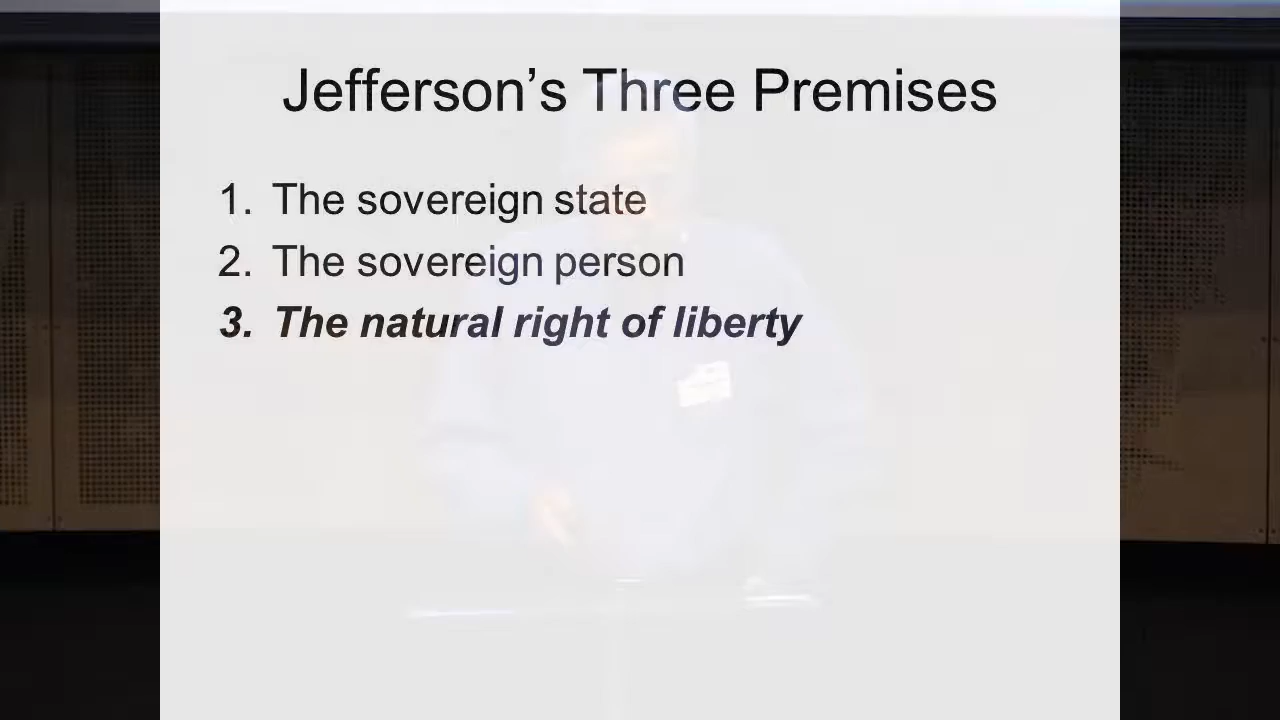 Jefferson’s Three Premises
1. The sovereign state
2. The sovereign person
3. The natural right of liberty